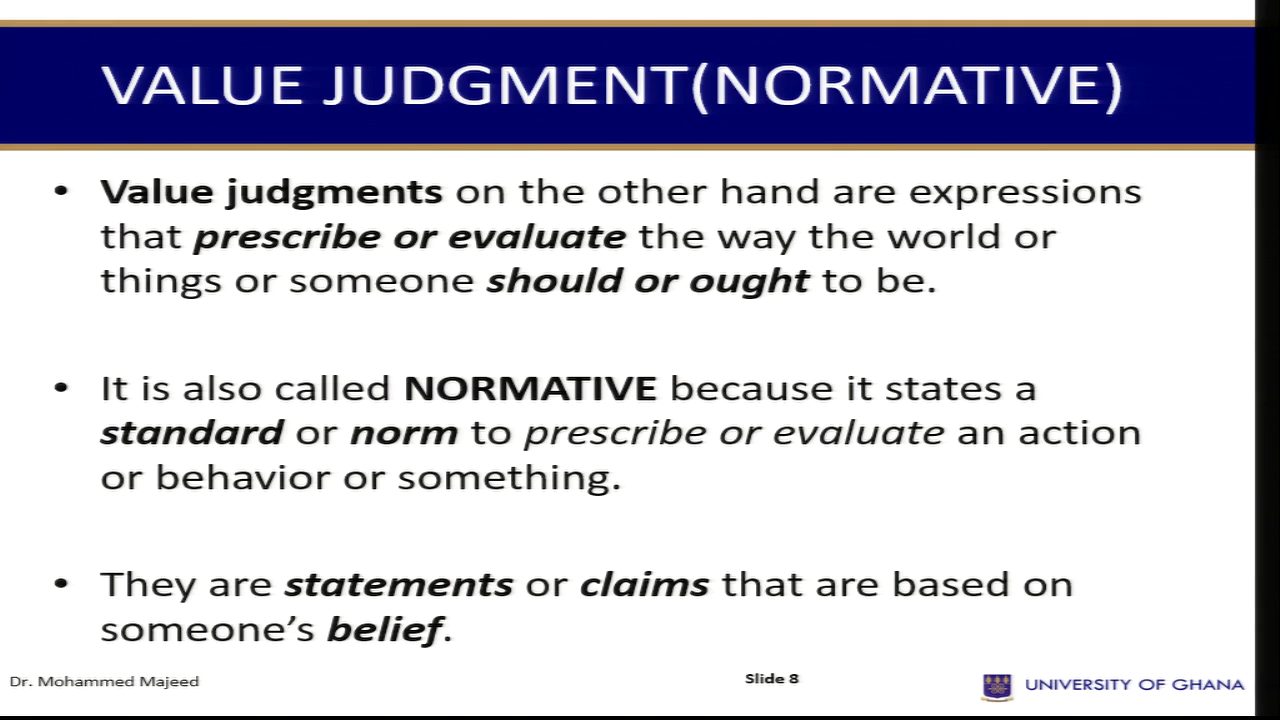 VALUE JUDGMENT(NORMATIVE)
• Value judgments on the other hand are expressions
that prescribe or evaluate the way the world or
things or someone should or ought to be.
• It is also called NORMATIVE because it states a
standard or norm to prescribe or evaluate an action
or behavior or something.
• They are statements or claims that are based on
someone’s belief.
Dr. Mohammed Majeed
Slide 8
UNIVERSITY OF GHANA